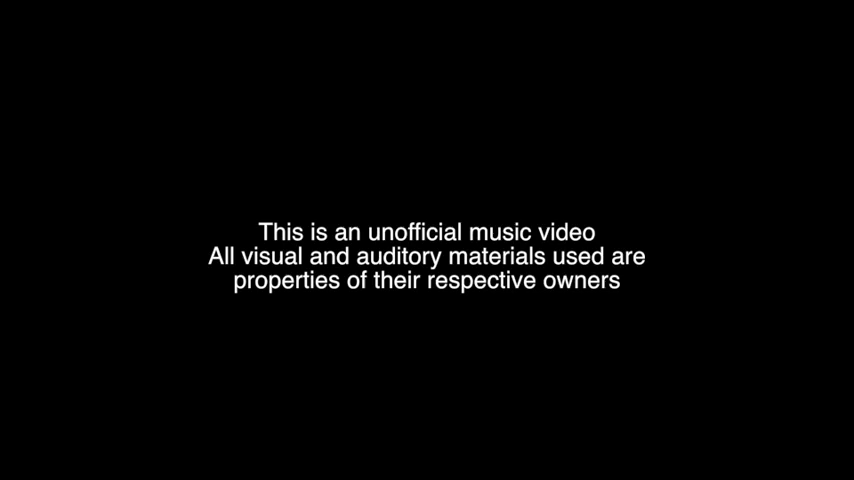 This is an unofficial music video
All visual and auditory materials used are
properties of their respective owners